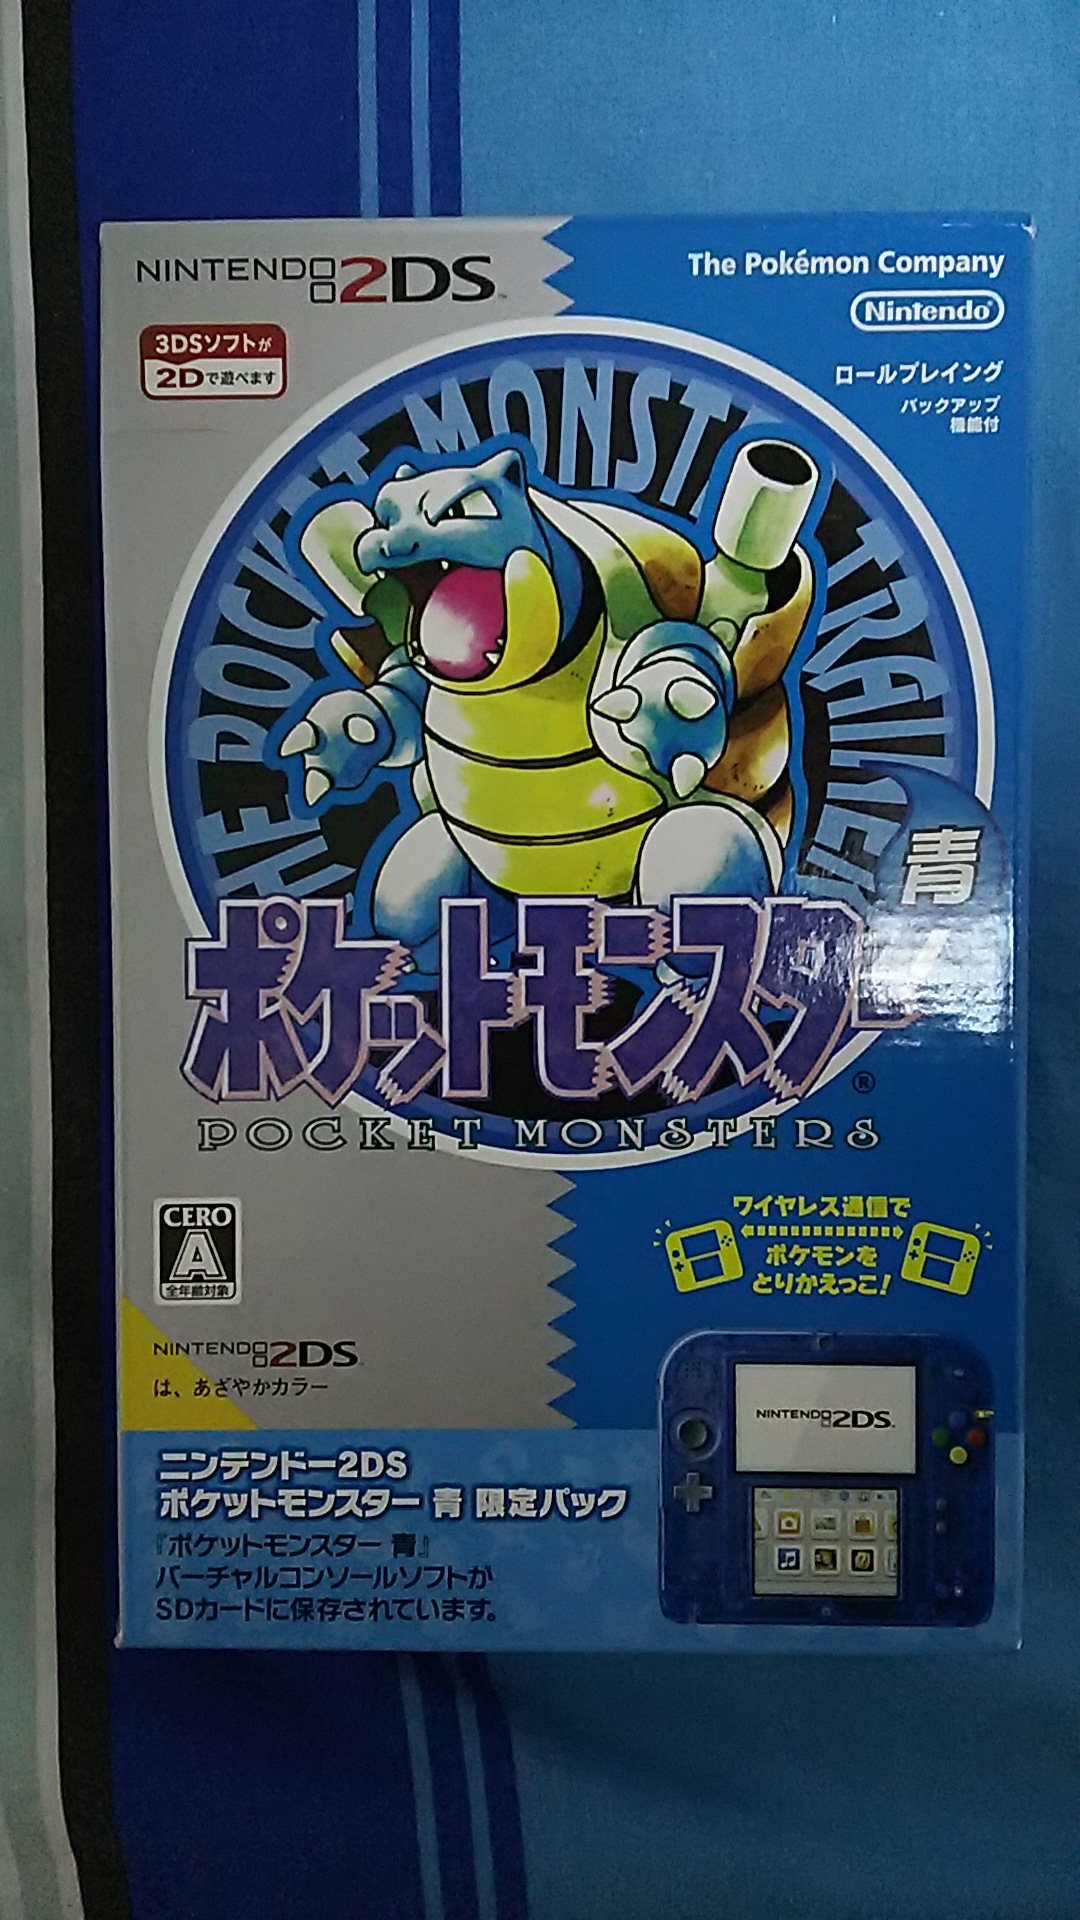 NINTENDO 2DS™
The Pokémon Company
Nintendo®
3DSソフトが
2Dで遊べます
ロールプレイング
バックアップ
機能付
THE POCKET MONSTER TRAINER
青
ポケットモンスター®
POCKET MONSTERS
CERO
A
全年齢対象
ワイヤレス通信で
ポケモンを
とりかえっこ!
NINTENDO 2DS™
は、あざやかカラー
NINTENDO 2DS™
ニンテンドー2DS
ポケットモンスター 青 限定パック
『ポケットモンスター 青』
バーチャルコンソールソフトが
SDカードに保存されています。